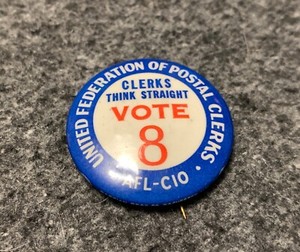 UNITED FEDERATION OF POSTAL CLERKS •
CLERKS
THINK STRAIGHT
VOTE
8
AFL-CIO •